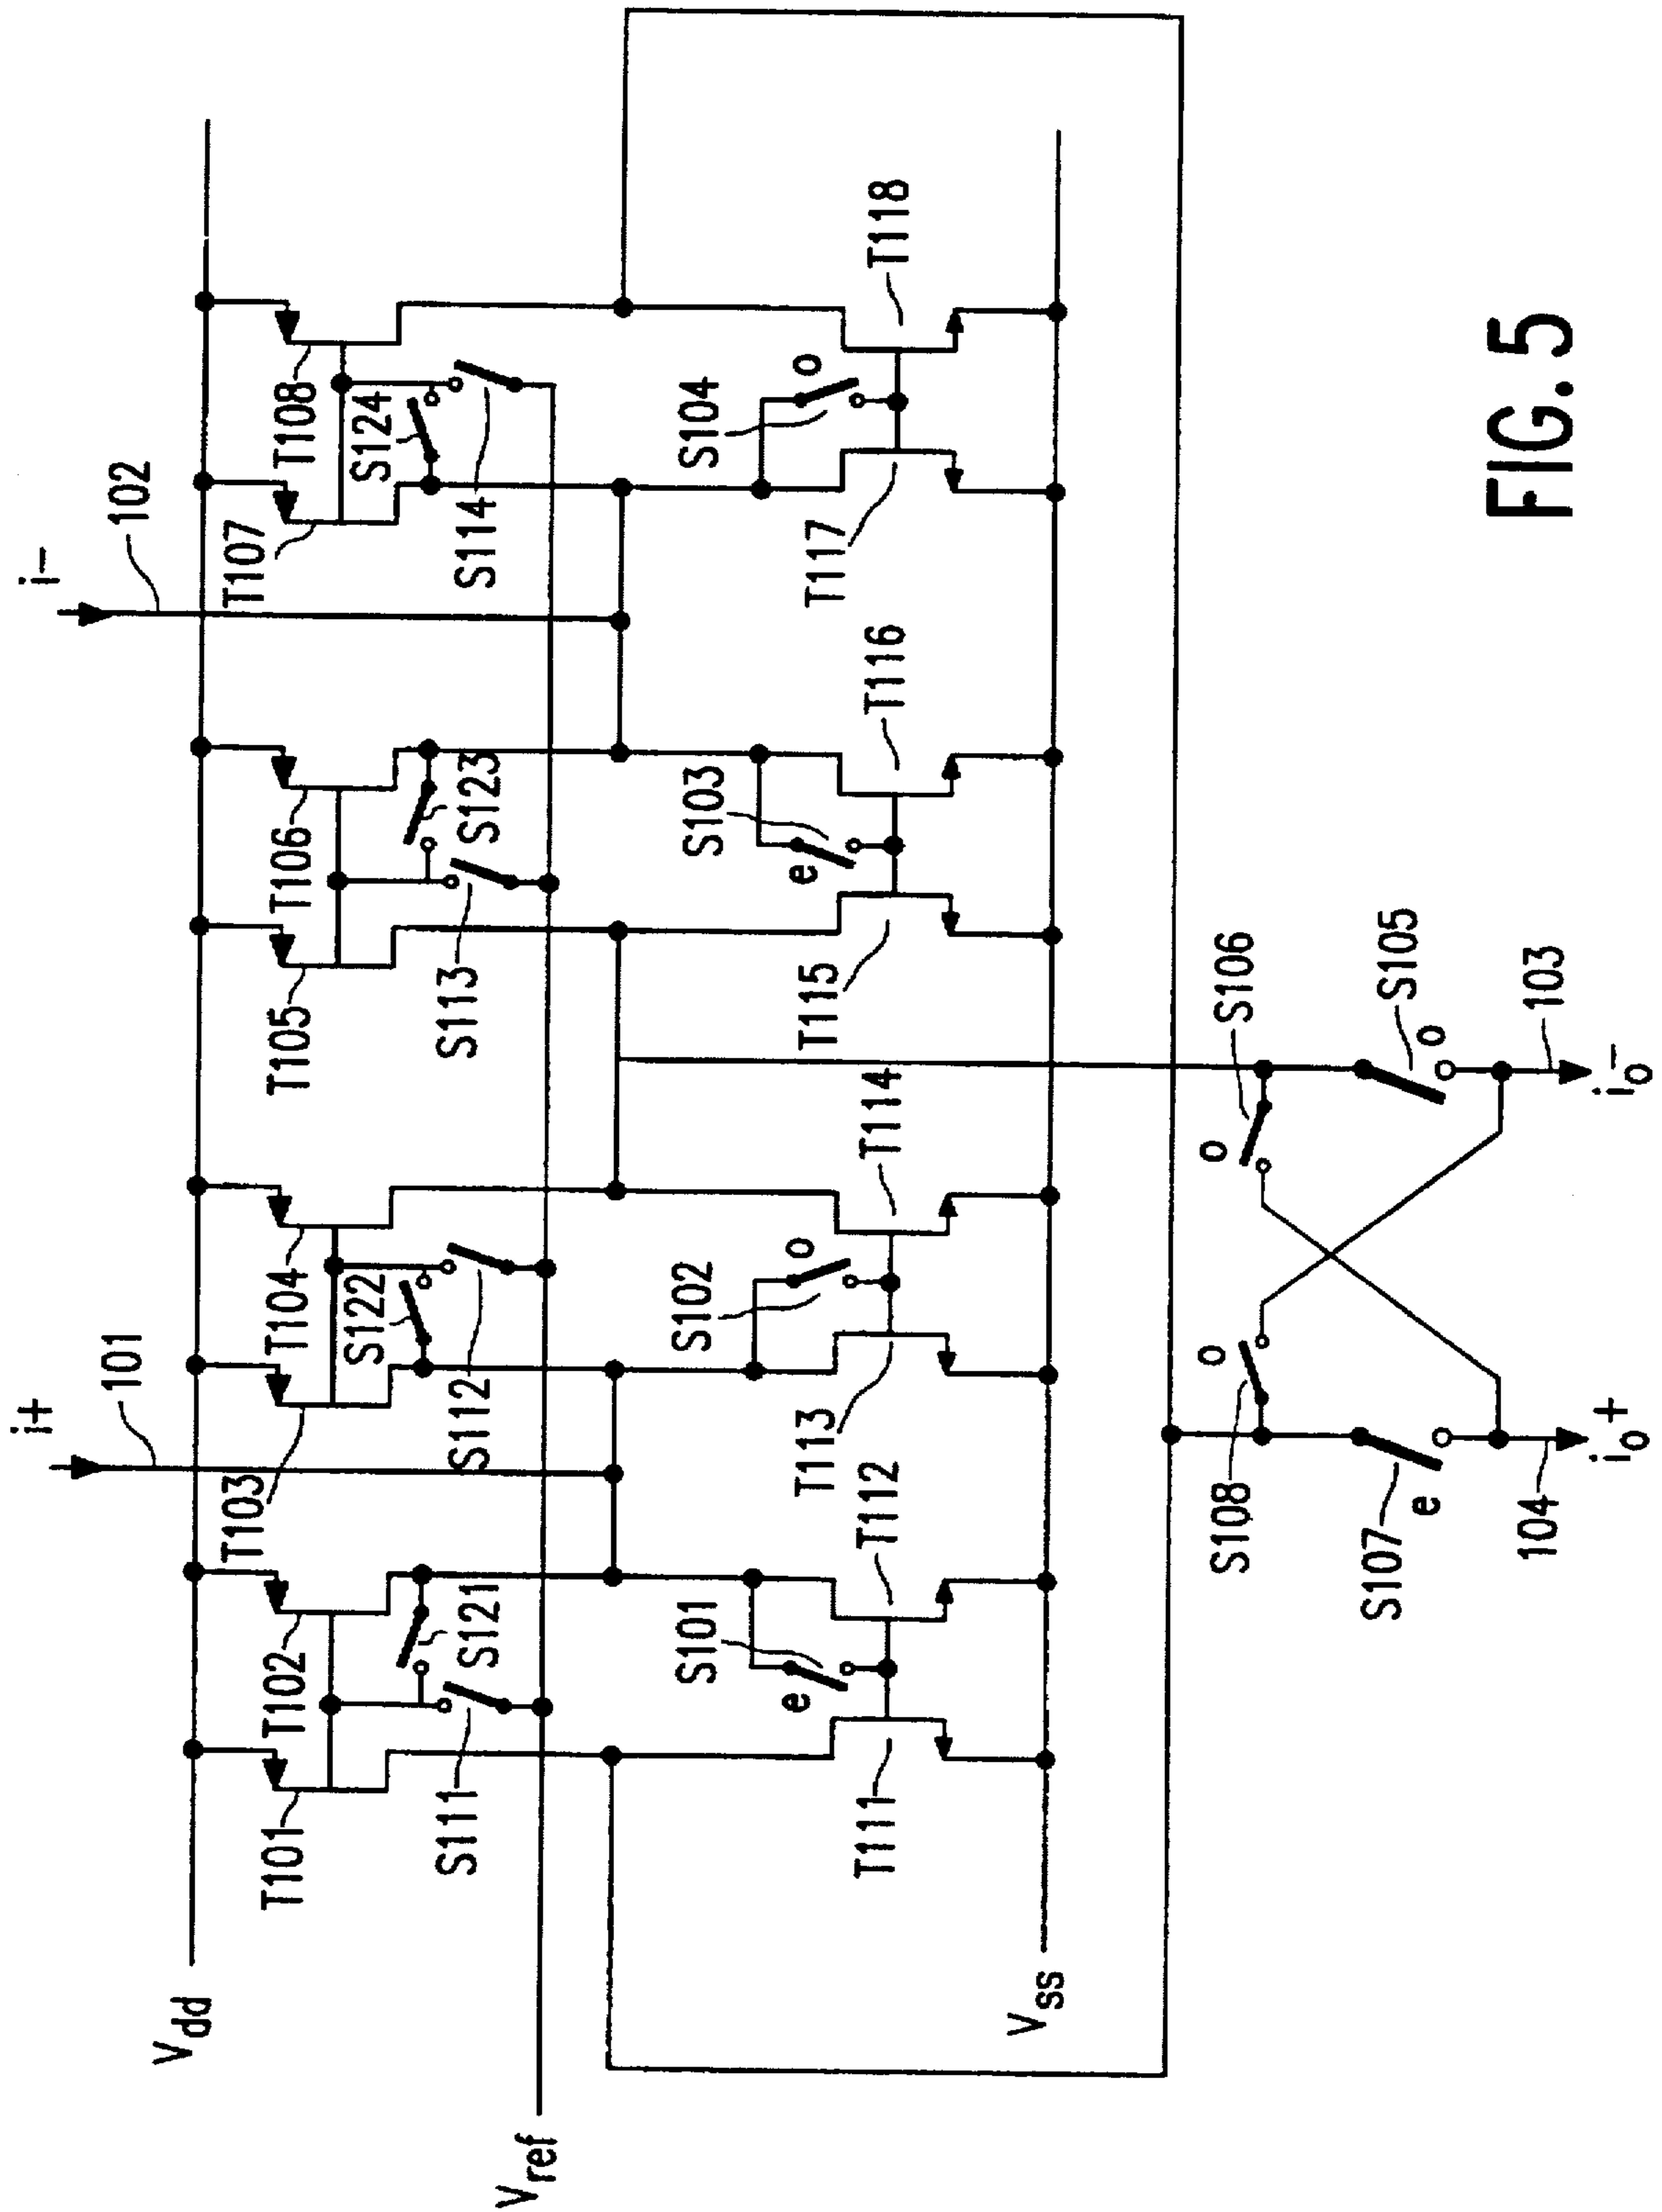 i+
101
i-
102
Vdd
T101
T102
T103
T104
T105
T106
T107
T108
S121
S122
S123
S124
S111
S112
S113
S114
Vref
S101
e
S102
o
S103
e
S104
o
T111
T112
T113
T114
T115
T116
T117
T118
Vss
S108
o
o
S106
S107
e
S105
o
104
io+
103
io-
FIG. 5